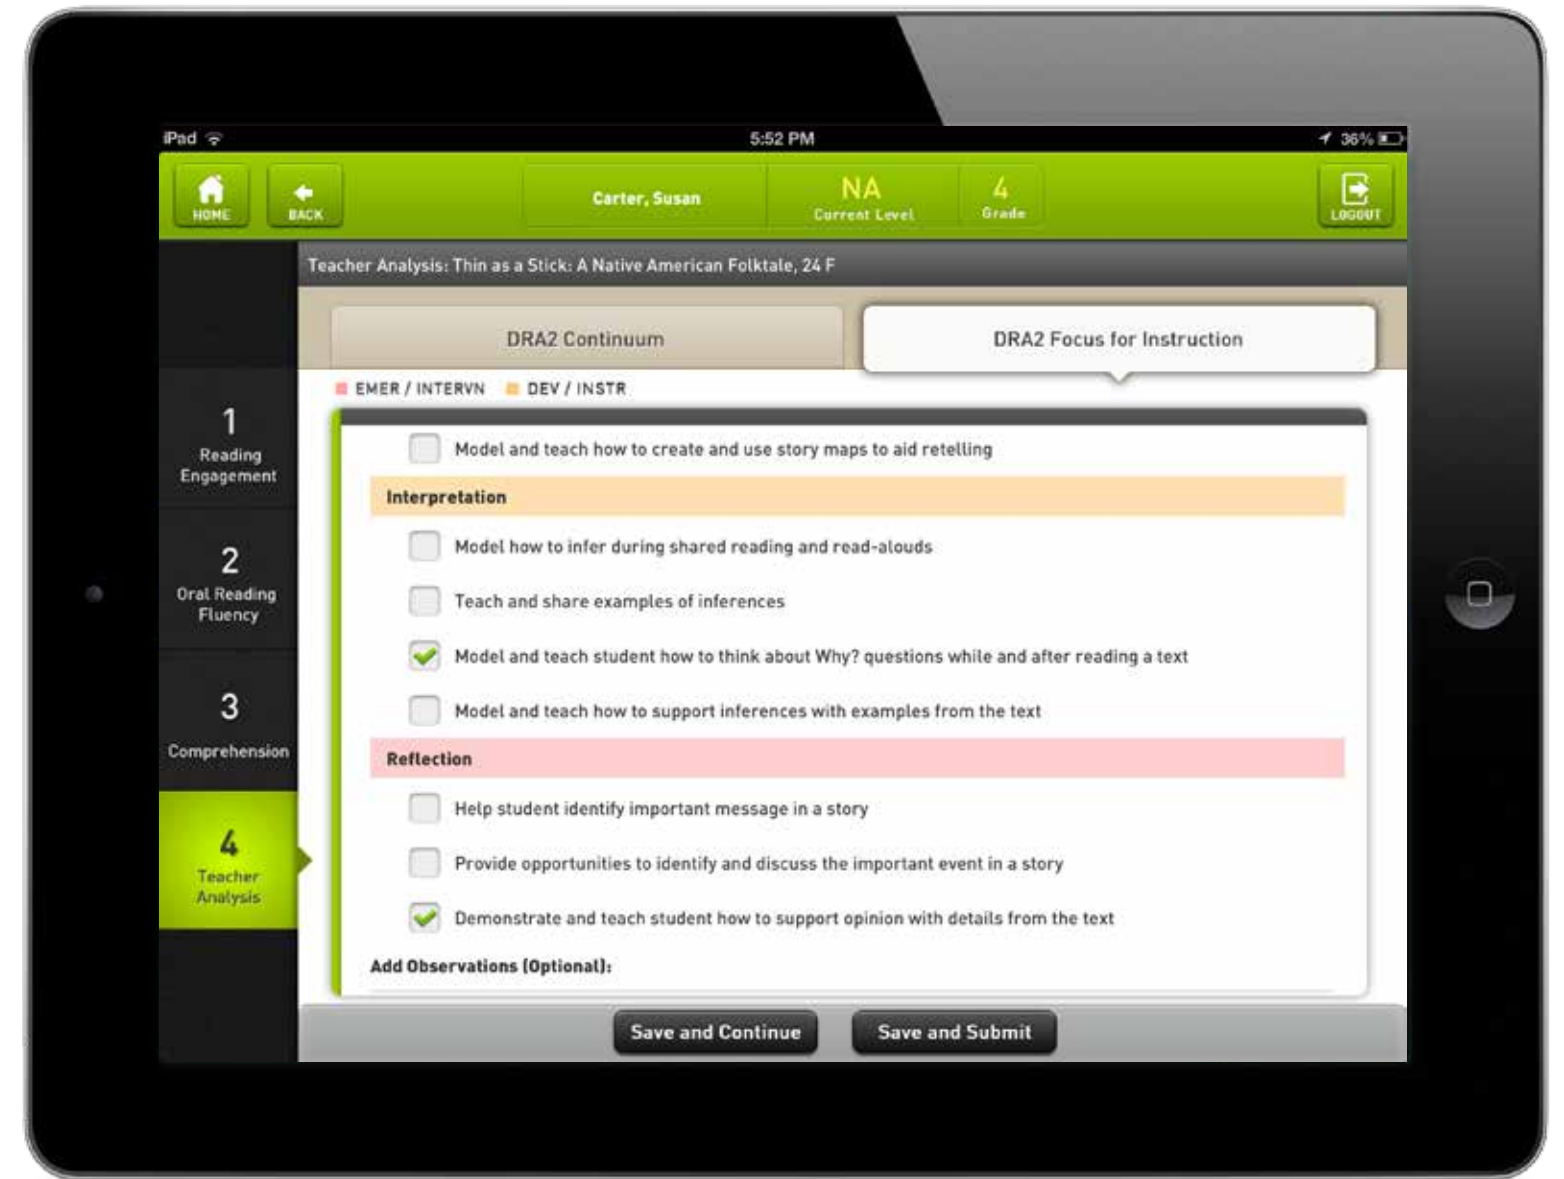 iPad
5:52 PM
36%
HOME
BACK
Carter, Susan
NA
Current Level
4
Grade
LOGOUT
Teacher Analysis: Thin as a Stick: A Native American Folktale, 24 F
DRA2 Continuum
DRA2 Focus for Instruction
EMER / INTERVN
DEV / INSTR
1
Reading
Engagement
2
Oral Reading
Fluency
3
Comprehension
4
Teacher
Analysis
Model and teach how to create and use story maps to aid retelling
Interpretation
Model how to infer during shared reading and read-alouds
Teach and share examples of inferences
Model and teach student how to think about Why? questions while and after reading a text
Model and teach how to support inferences with examples from the text
Reflection
Help student identify important message in a story
Provide opportunities to identify and discuss the important event in a story
Demonstrate and teach student how to support opinion with details from the text
Add Observations (Optional):
Save and Continue
Save and Submit